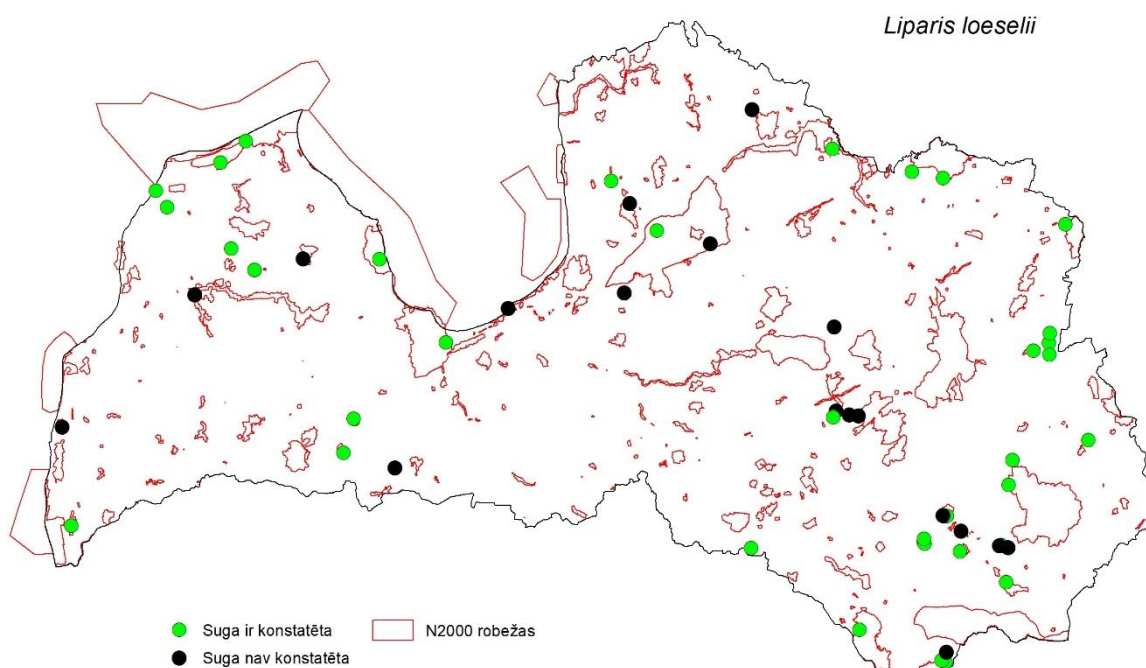 Liparis loeselii
Suga ir konstatēta
N2000 robežas
Suga nav konstatēta